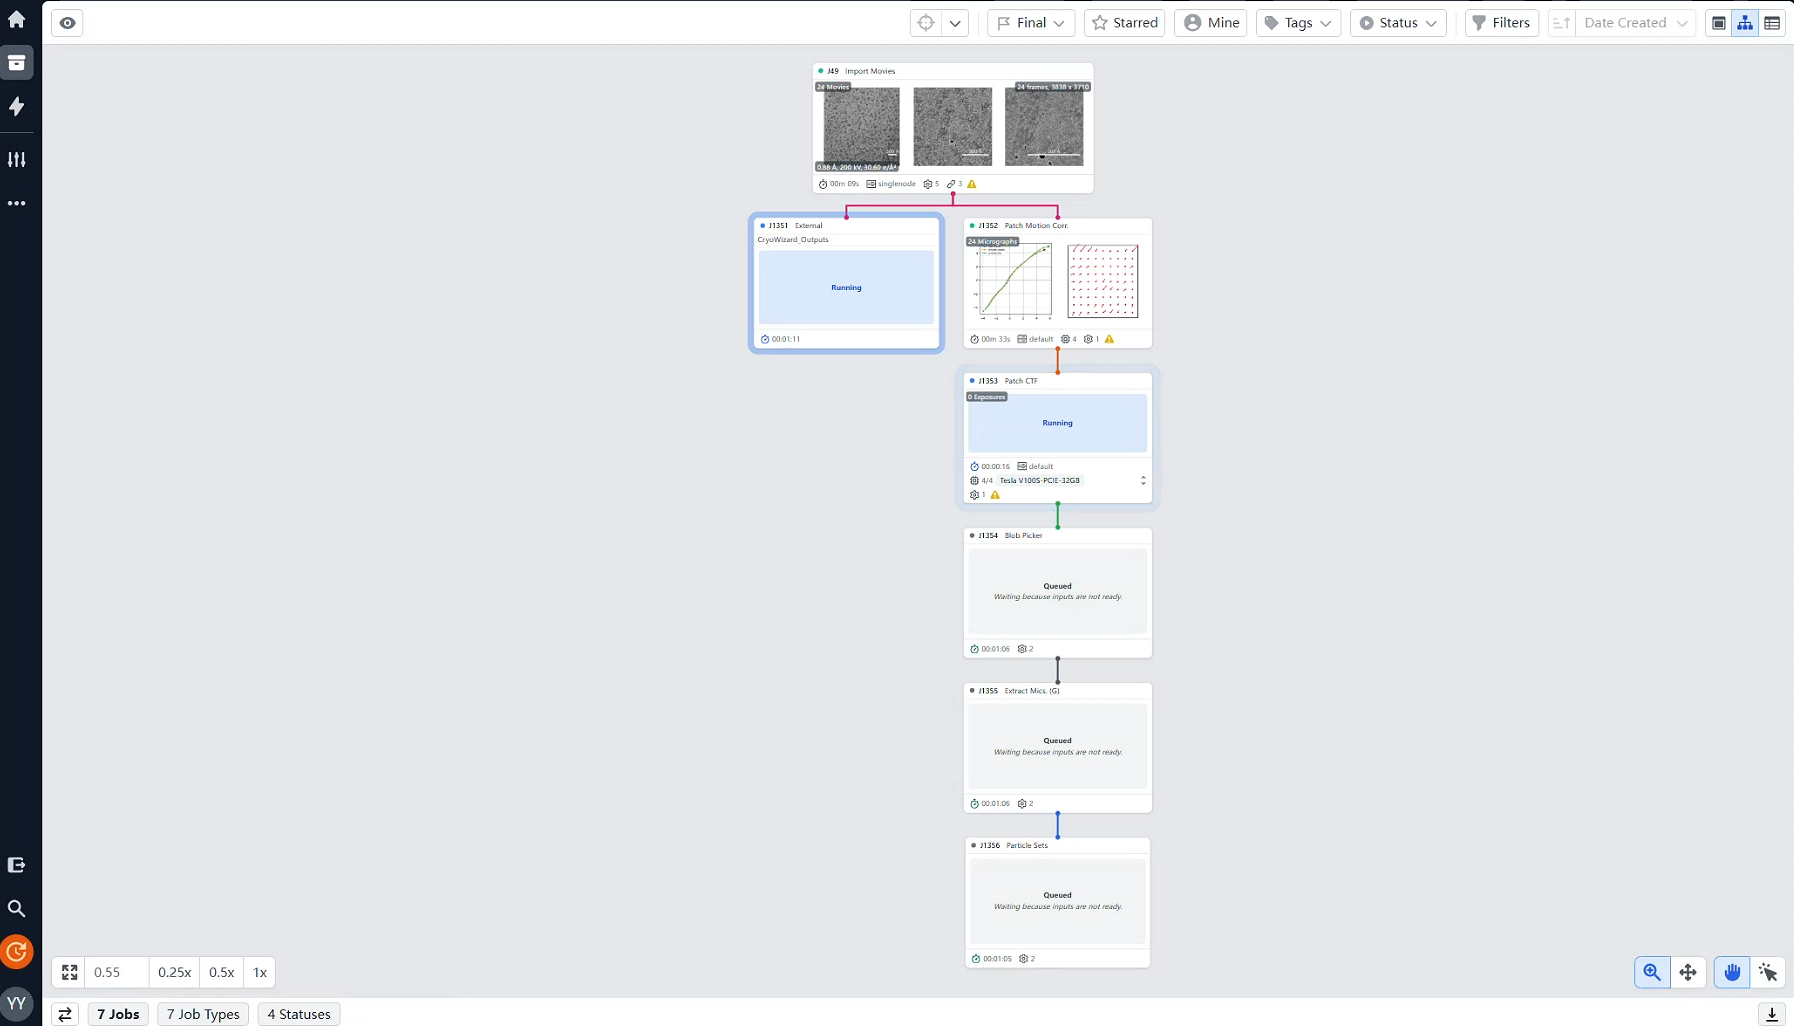 Final
Starred
Mine
Tags
Status
Filters
Date Created
J49 Import Movies
24 Movies
24 frames, 3838 x 3710
0.88 Å, 200 kV, 30.60 e/Å²
00m 09s singlenode 5 3
J1351 External
CryoWizard_Outputs
Running
00:01:11
J1352 Patch Motion Corr.
24 Micrographs
00m 33s default 4 1
J1353 Patch CTF
0 Exposures
Running
00:00:16 default
4/4 Tesla V100S-PCIE-32GB
1
J1354 Blob Picker
Queued
Waiting because inputs are not ready.
00:01:06 2
J1355 Extract Mics. (G)
Queued
Waiting because inputs are not ready.
00:01:06 2
J1356 Particle Sets
Queued
Waiting because inputs are not ready.
00:01:05 2
0.55 0.25x 0.5x 1x
YY
7 Jobs 7 Job Types 4 Statuses